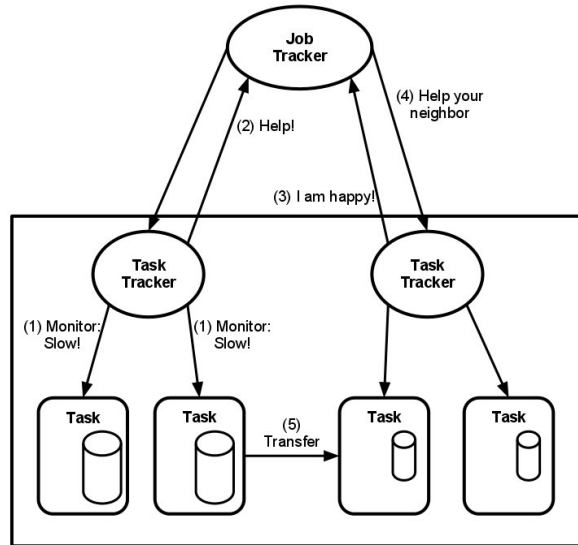 Job
Tracker
(2) Help!
(4) Help your
neighbor
(3) I am happy!
Task
Tracker
Task
Tracker
(1) Monitor:
Slow!
(1) Monitor:
Slow!
Task
Task
Task
Task
(5)
Transfer